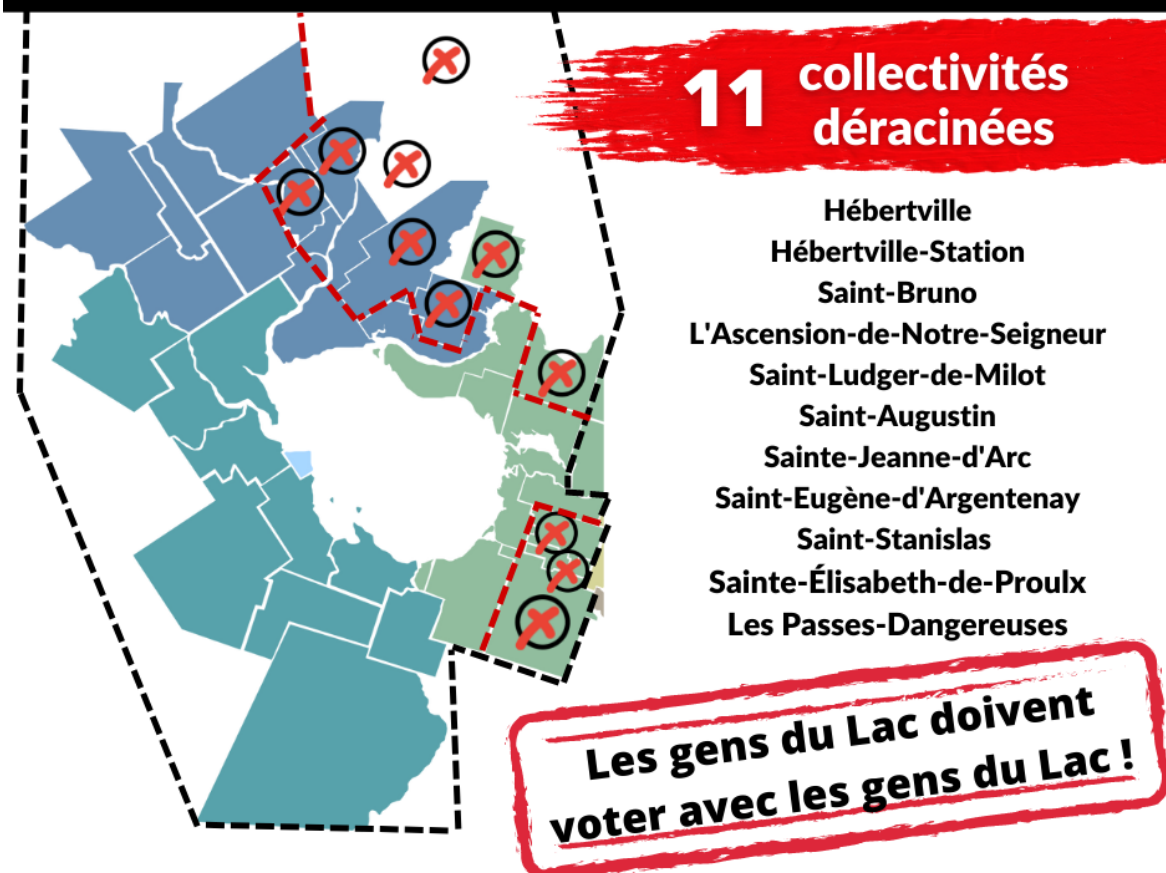 11 collectivités
déracinées
Hébertville
Hébertville-Station
Saint-Bruno
L'Ascension-de-Notre-Seigneur
Saint-Ludger-de-Milot
Saint-Augustin
Sainte-Jeanne-d'Arc
Saint-Eugène-d'Argentenay
Saint-Stanislas
Sainte-Élisabeth-de-Proulx
Les Passes-Dangereuses
Les gens du Lac doivent
voter avec les gens du Lac !